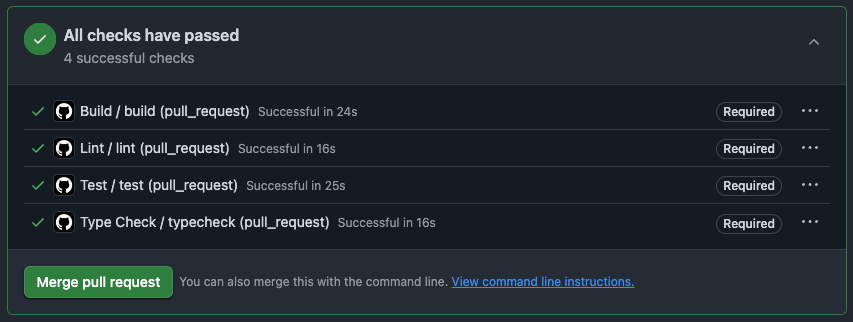 All checks have passed
4 successful checks
Build / build (pull_request) Successful in 24s Required
Lint / lint (pull_request) Successful in 16s Required
Test / test (pull_request) Successful in 25s Required
Type Check / typecheck (pull_request) Successful in 16s Required
Merge pull request You can also merge this with the command line. View command line instructions.